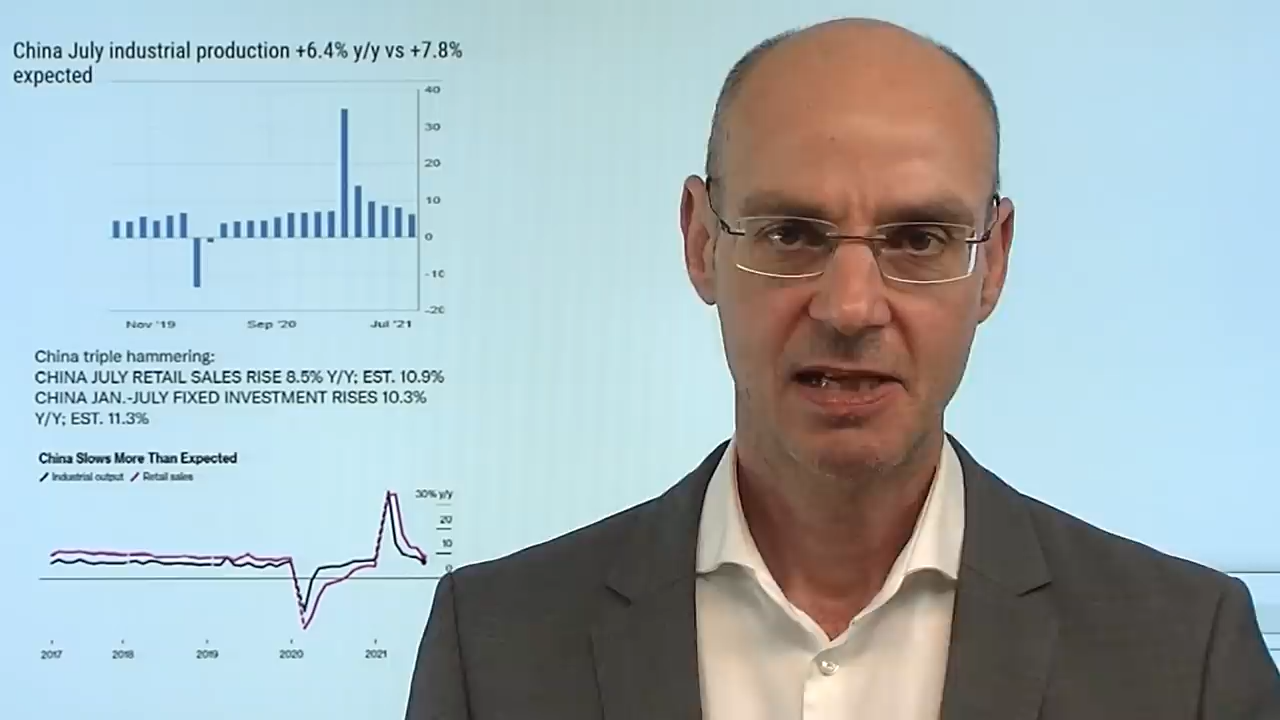 China July industrial production +6.4% y/y vs +7.8%
expected
40
30
20
10
0
-10
-20
Nov '19 Sep '20 Jul '21
China triple hammering:
CHINA JULY RETAIL SALES RISE 8.5% Y/Y; EST. 10.9%
CHINA JAN.-JULY FIXED INVESTMENT RISES 10.3%
Y/Y; EST. 11.3%
China Slows More Than Expected
Industrial output Retail sales
30% y/y
20
10
0
2017 2018 2019 2020 2021